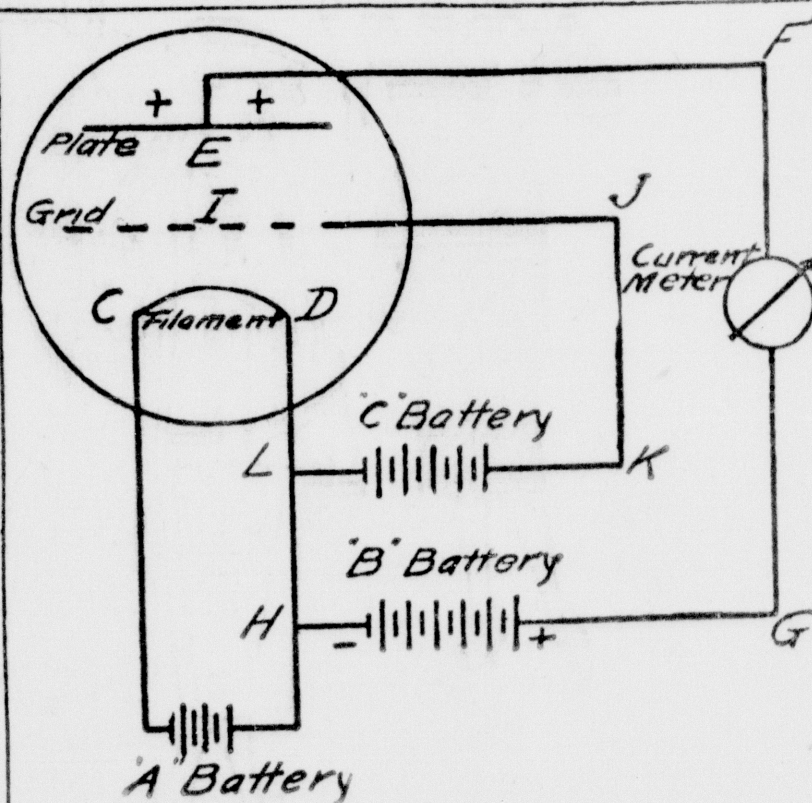 F
+ +
Plate E
Grid I
J
Current
Meter
C Filament D
"C" Battery
L
K
"B" Battery
H
- +
G
"A" Battery